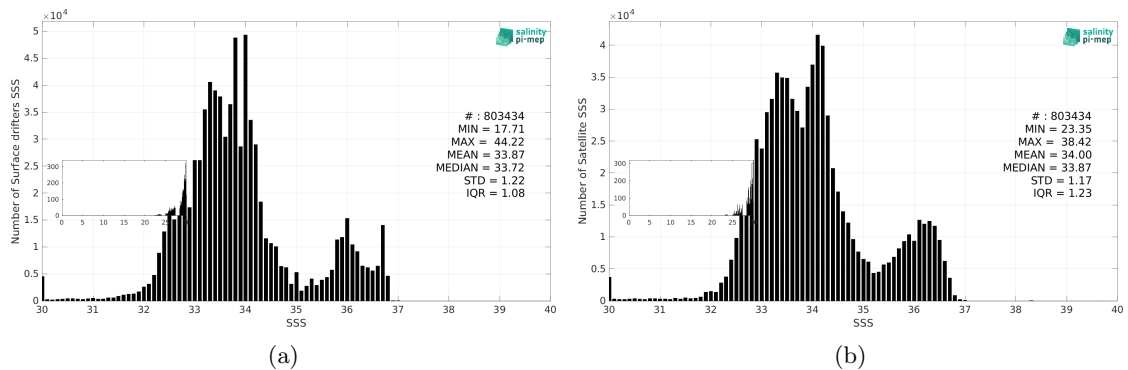 ×10⁴
5
4.5
4
3.5
3
2.5
2
1.5
1
0.5
0
Number of Surface drifters SSS
salinity
pi-mep
# : 803434
MIN = 17.71
MAX = 44.22
MEAN = 33.87
MEDIAN = 33.72
STD = 1.22
IQR = 1.08
300
200
100
0
0 5 10 15 20 25
30 31 32 33 34 35 36 37 38 39 40
SSS
(a)
×10⁴
4
3.5
3
2.5
2
1.5
1
0.5
0
Number of Satellite SSS
salinity
pi-mep
# : 803434
MIN = 23.35
MAX = 38.42
MEAN = 34.00
MEDIAN = 33.87
STD = 1.17
IQR = 1.23
300
200
100
0
0 5 10 15 20 25
30 31 32 33 34 35 36 37 38 39 40
SSS
(b)